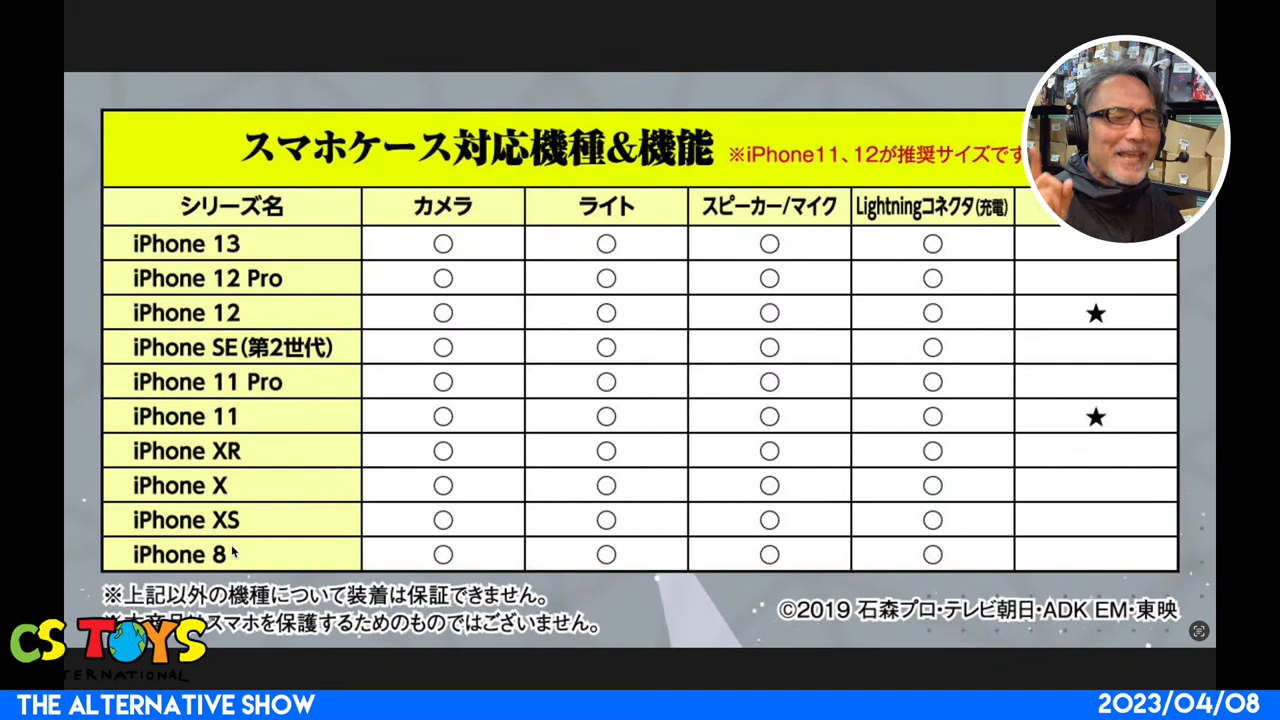 スマホケース対応機種&機能 ※iPhone11、12が推奨サイズです
シリーズ名 カメラ ライト スピーカー/マイク Lightningコネクタ(充電)
iPhone 13 ○ ○ ○ ○
iPhone 12 Pro ○ ○ ○ ○
iPhone 12 ○ ○ ○ ○ ★
iPhone SE(第2世代) ○ ○ ○ ○
iPhone 11 Pro ○ ○ ○ ○
iPhone 11 ○ ○ ○ ○ ★
iPhone XR ○ ○ ○ ○
iPhone X ○ ○ ○ ○
iPhone XS ○ ○ ○ ○
iPhone 8 ○ ○ ○ ○
※上記以外の機種について装着は保証できません。
スマホを保護するためのものではございません。
©2019 石森プロ・テレビ朝日・ADK EM・東映
CS TOYS
THE ALTERNATIVE SHOW
2023/04/08